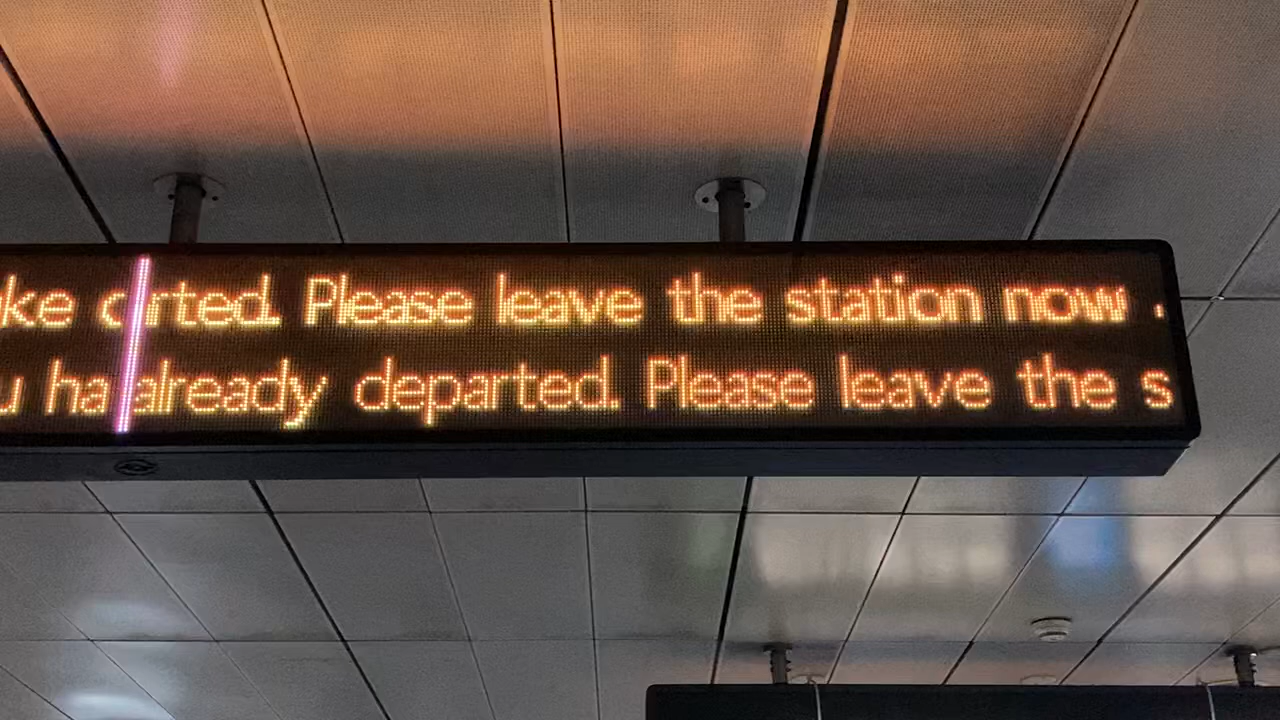 ke rted. Please leave the station now
u ha already departed. Please leave the s